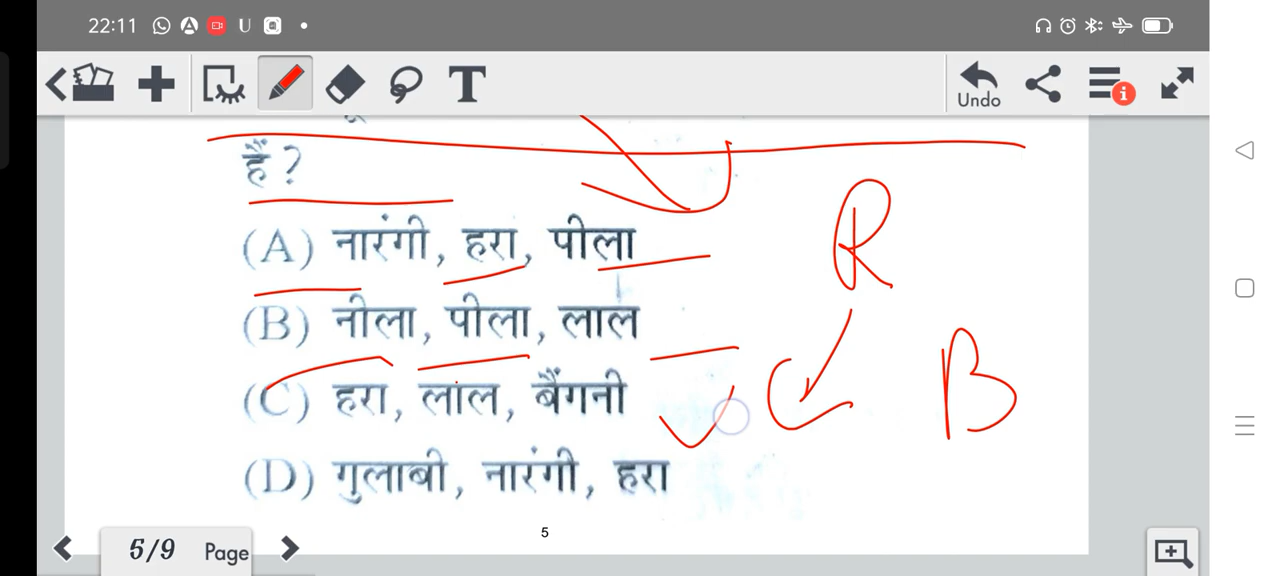 22:11 U
T
Undo
हैं ?
(A) नारंगी, हरा, पीला
R
(B) नीला, पीला, लाल
B
(C) हरा, लाल, बैंगनी
(D) गुलाबी, नारंगी, हरा
5
5/9 Page